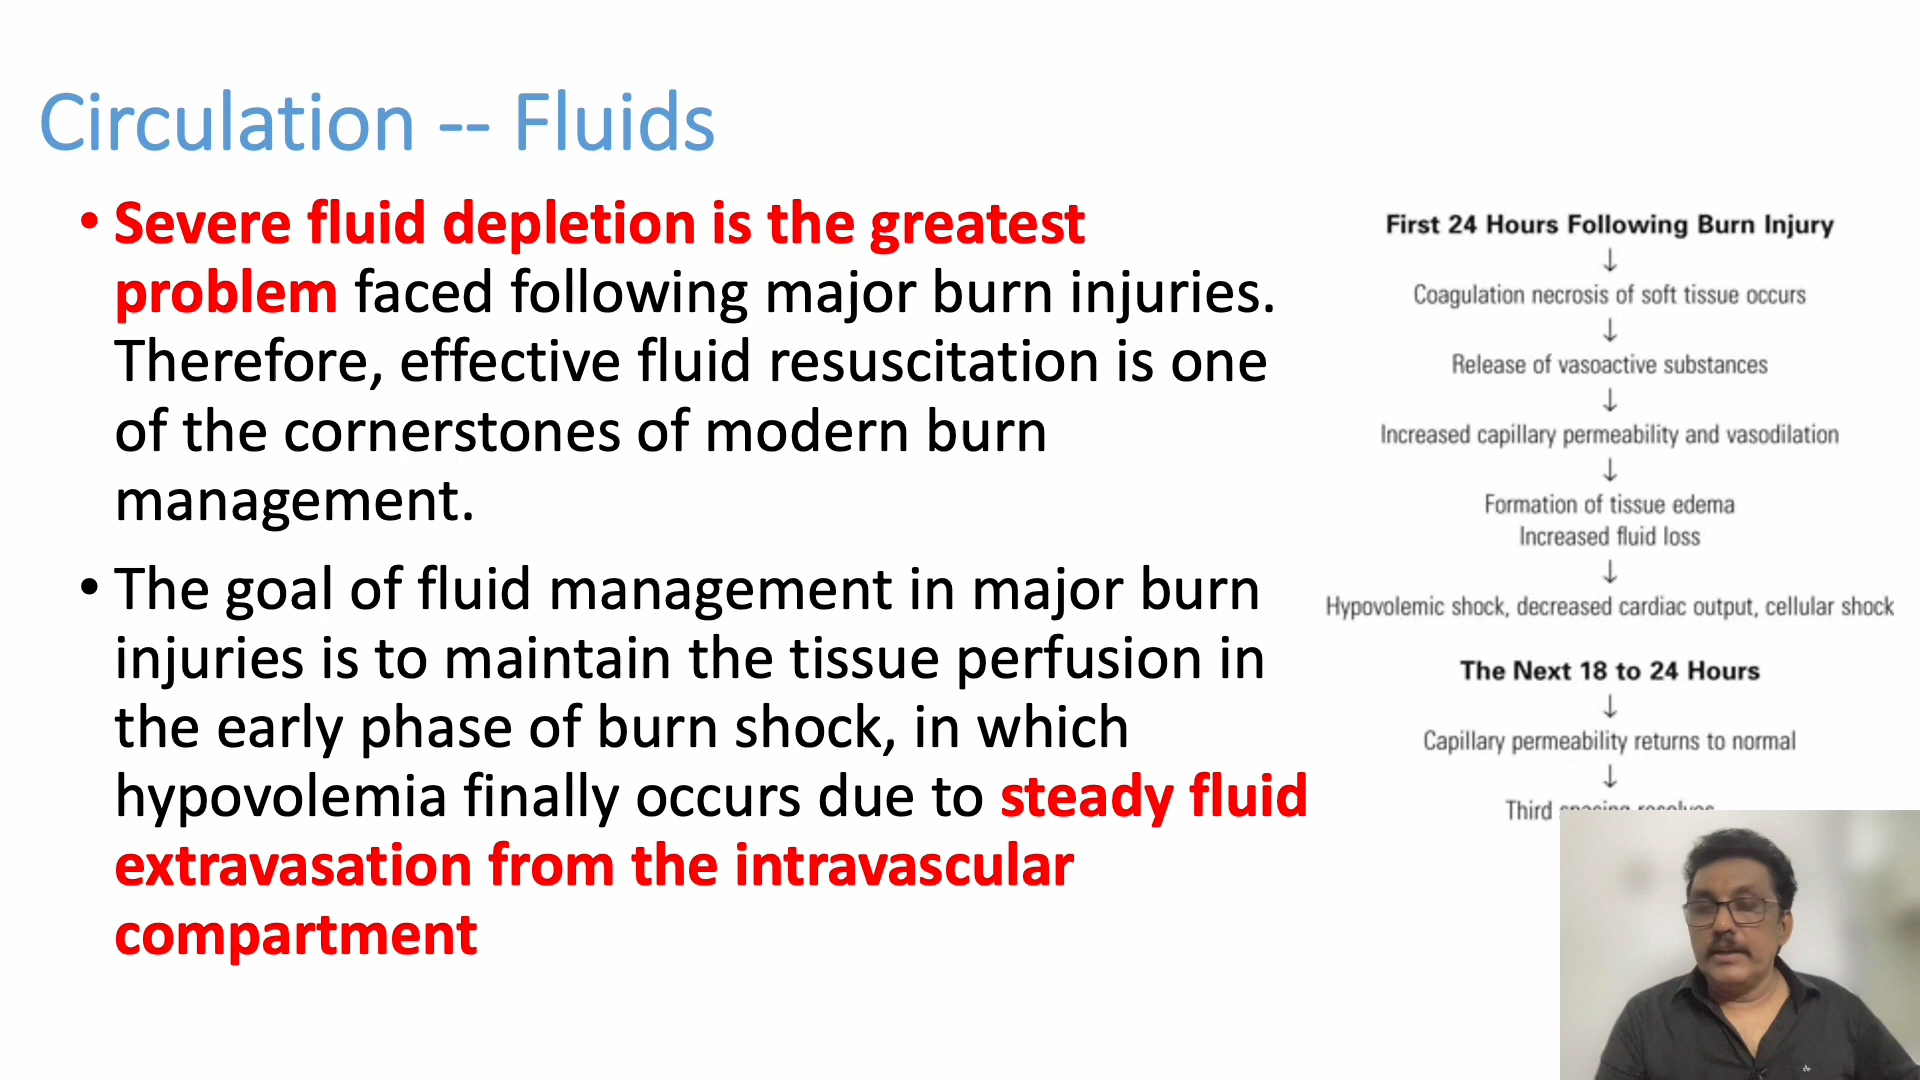 Circulation -- Fluids
• Severe fluid depletion is the greatest
problem faced following major burn injuries.
Therefore, effective fluid resuscitation is one
of the cornerstones of modern burn
management.
• The goal of fluid management in major burn
injuries is to maintain the tissue perfusion in
the early phase of burn shock, in which
hypovolemia finally occurs due to steady fluid
extravasation from the intravascular
compartment
First 24 Hours Following Burn Injury
↓
Coagulation necrosis of soft tissue occurs
↓
Release of vasoactive substances
↓
Increased capillary permeability and vasodilation
↓
Formation of tissue edema
Increased fluid loss
↓
Hypovolemic shock, decreased cardiac output, cellular shock
The Next 18 to 24 Hours
↓
Capillary permeability returns to normal
↓
Third spacing resolves